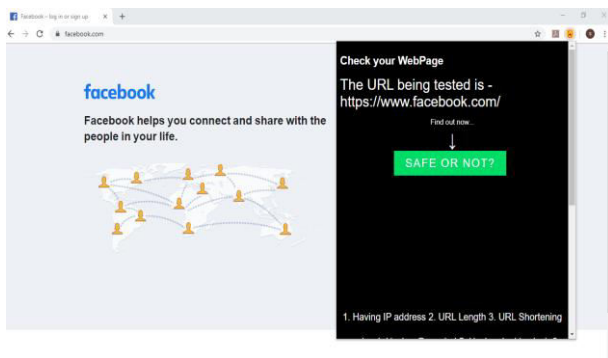 Facebook – log in or sign up
facebook.com
facebook
Facebook helps you connect and share with the
people in your life.
Check your WebPage
The URL being tested is -
https://www.facebook.com/
Find out now...
↓
SAFE OR NOT?
1. Having IP address 2. URL Length 3. URL Shortening